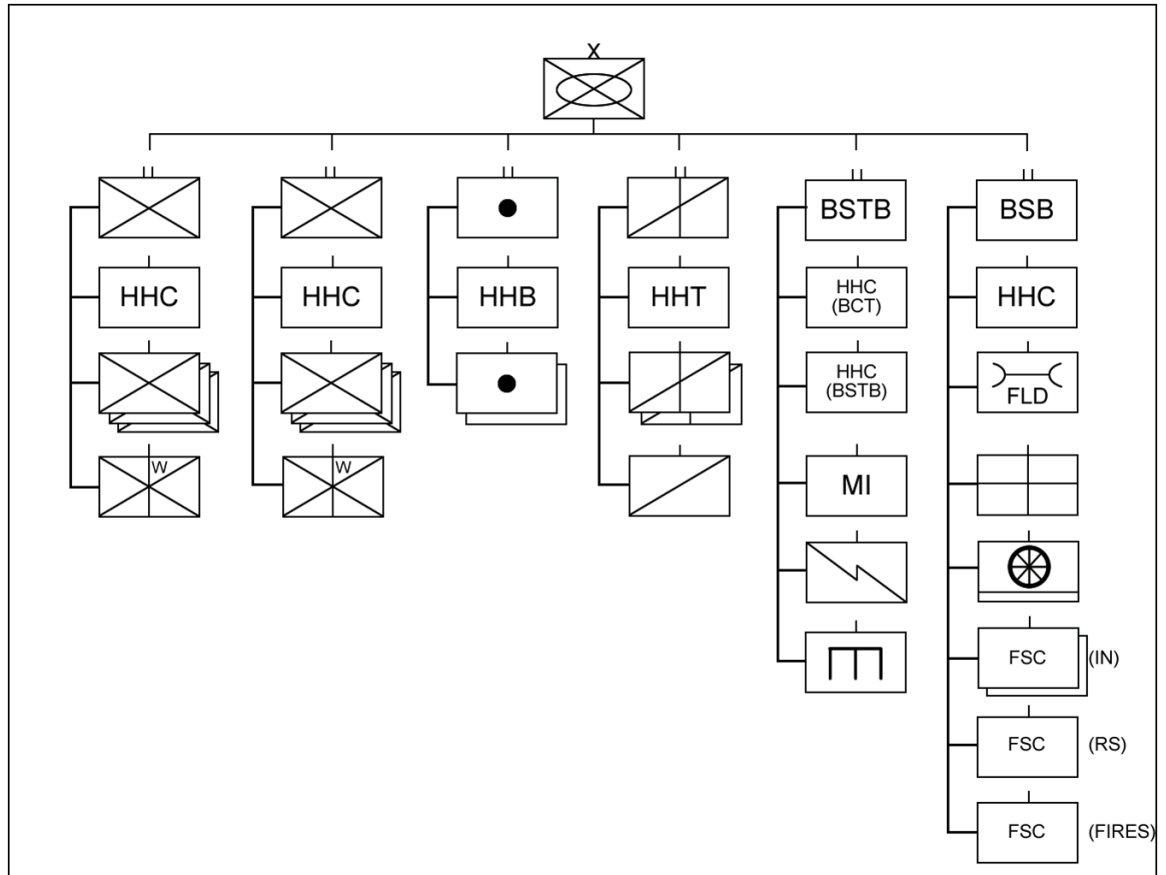 X
BSTB
BSB
HHC
HHC
HHB
HHT
HHC
(BCT)
HHC
HHC
(BSTB)
FLD
W
W
MI
FSC (IN)
FSC (RS)
FSC (FIRES)